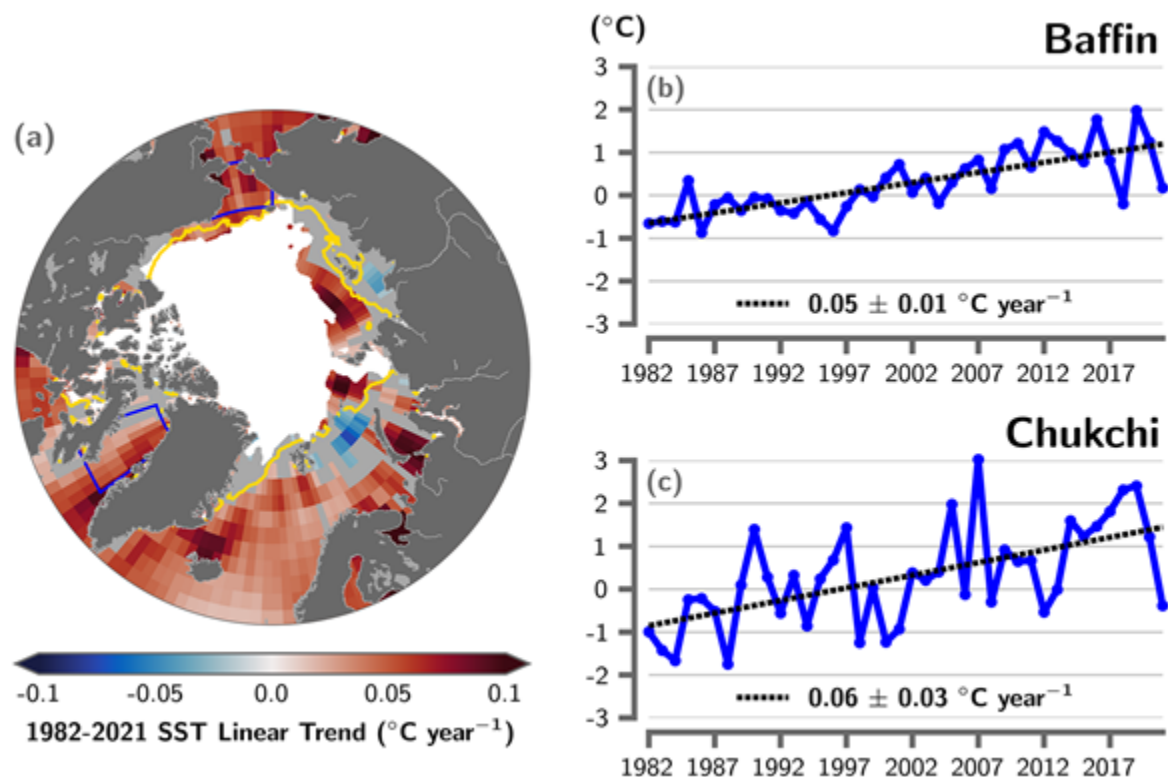 (a)
-0.1 -0.05 0.0 0.05 0.1
1982-2021 SST Linear Trend (°C year⁻¹)
(°C) Baffin
(b)
3
2
1
0
-1
-2
-3
0.05 ± 0.01 °C year⁻¹
1982 1987 1992 1997 2002 2007 2012 2017
Chukchi
(c)
3
2
1
0
-1
-2
-3
0.06 ± 0.03 °C year⁻¹
1982 1987 1992 1997 2002 2007 2012 2017